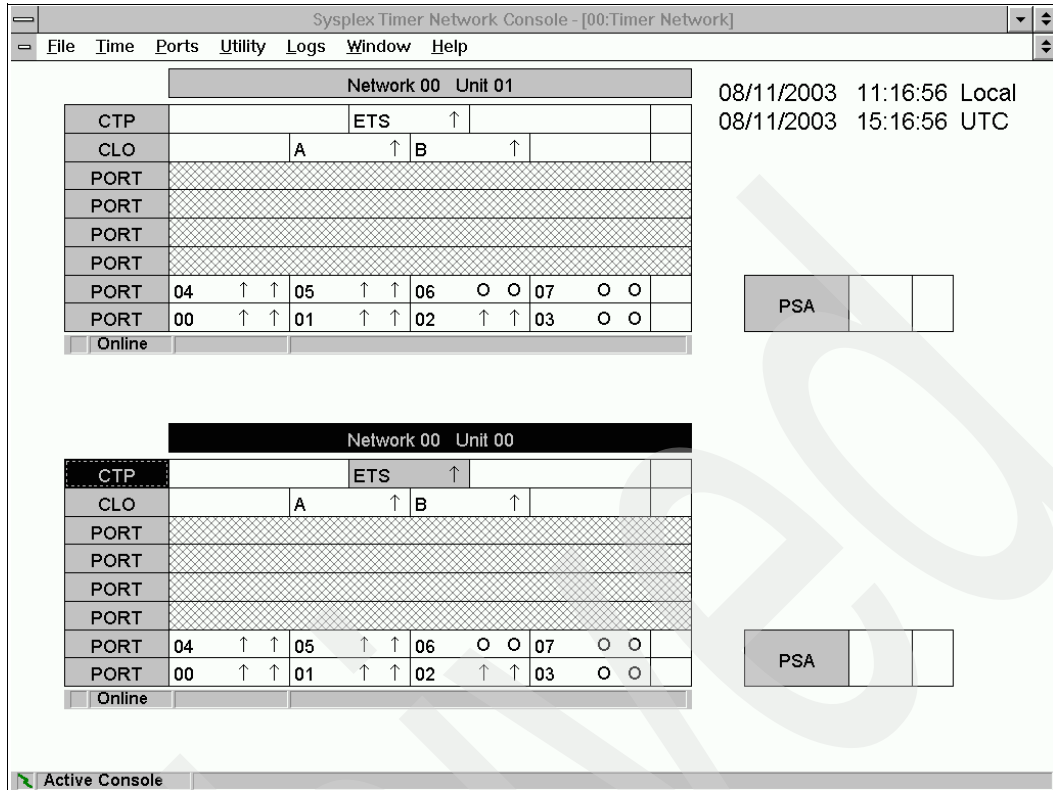 Sysplex Timer Network Console - [00:Timer Network]
File Time Ports Utility Logs Window Help
Network 00 Unit 01
08/11/2003 11:16:56 Local
08/11/2003 15:16:56 UTC
CTP ETS ↑
CLO A ↑ B ↑
PORT
PORT
PORT
PORT
PORT 04 ↑ ↑ 05 ↑ ↑ 06 O O 07 O O
PORT 00 ↑ ↑ 01 ↑ ↑ 02 ↑ ↑ 03 O O
PSA
Online
Network 00 Unit 00
CTP ETS ↑
CLO A ↑ B ↑
PORT
PORT
PORT
PORT
PORT 04 ↑ ↑ 05 ↑ ↑ 06 O O 07 O O
PORT 00 ↑ ↑ 01 ↑ ↑ 02 ↑ ↑ 03 O O
PSA
Online
Active Console